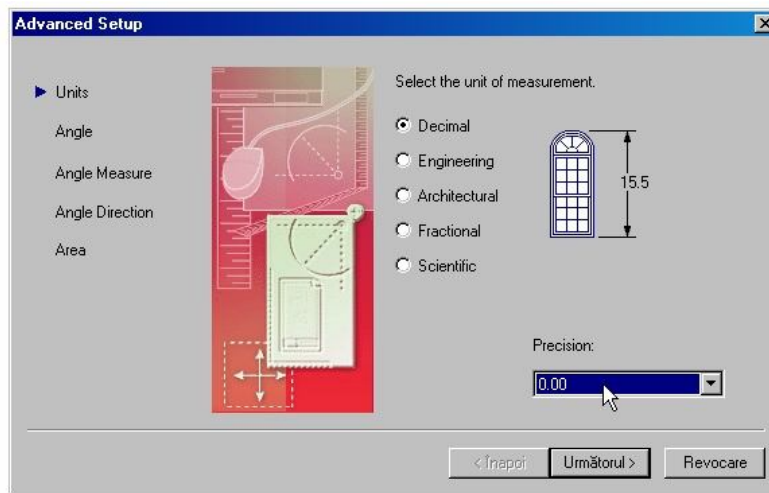 Advanced Setup
Units
Angle
Angle Measure
Angle Direction
Area
Select the unit of measurement.
Decimal
Engineering
Architectural
Fractional
Scientific
15.5
Precision:
0.00
< Înapoi
Următorul >
Revocare